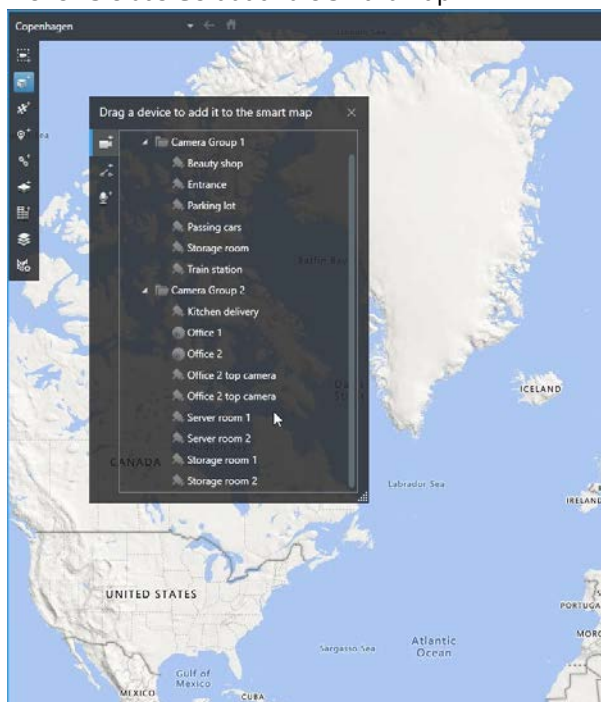 Copenhagen
Drag a device to add it to the smart map
Camera Group 1
Beauty shop
Entrance
Parking lot
Passing cars
Storage room
Train station
Camera Group 2
Kitchen delivery
Office 1
Office 2
Office 2 top camera
Office 2 top camera
Server room 1
Server room 2
Storage room 1
Storage room 2
CANADA
ICELAND
Labrador Sea
IRELAND
UNITED STATES
PORTUGA
MORO
Sargasso Sea
Atlantic
Ocean
Gulf of
Mexico
MEXICO
CUBA